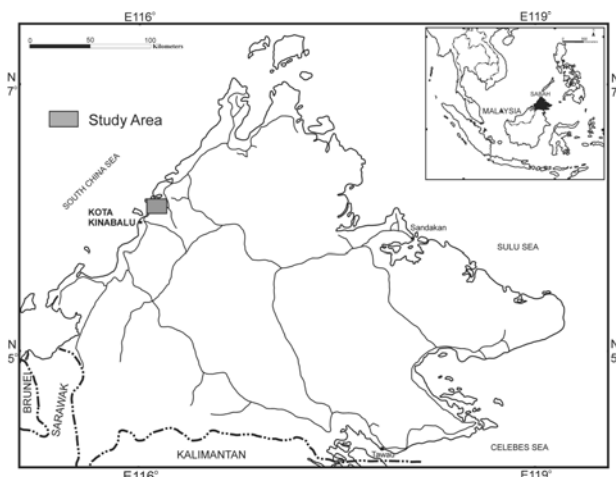 E116°
E119°
0 50 100
Kilometers
N
7°
N
7°
SABAH
MALAYSIA
Study Area
SOUTH CHINA SEA
KOTA
KINABALU
Sandakan
SULU SEA
N
5°
N
5°
BRUNEI
SARAWAK
KALIMANTAN
Tawau
CELEBES SEA
E116°
E119°